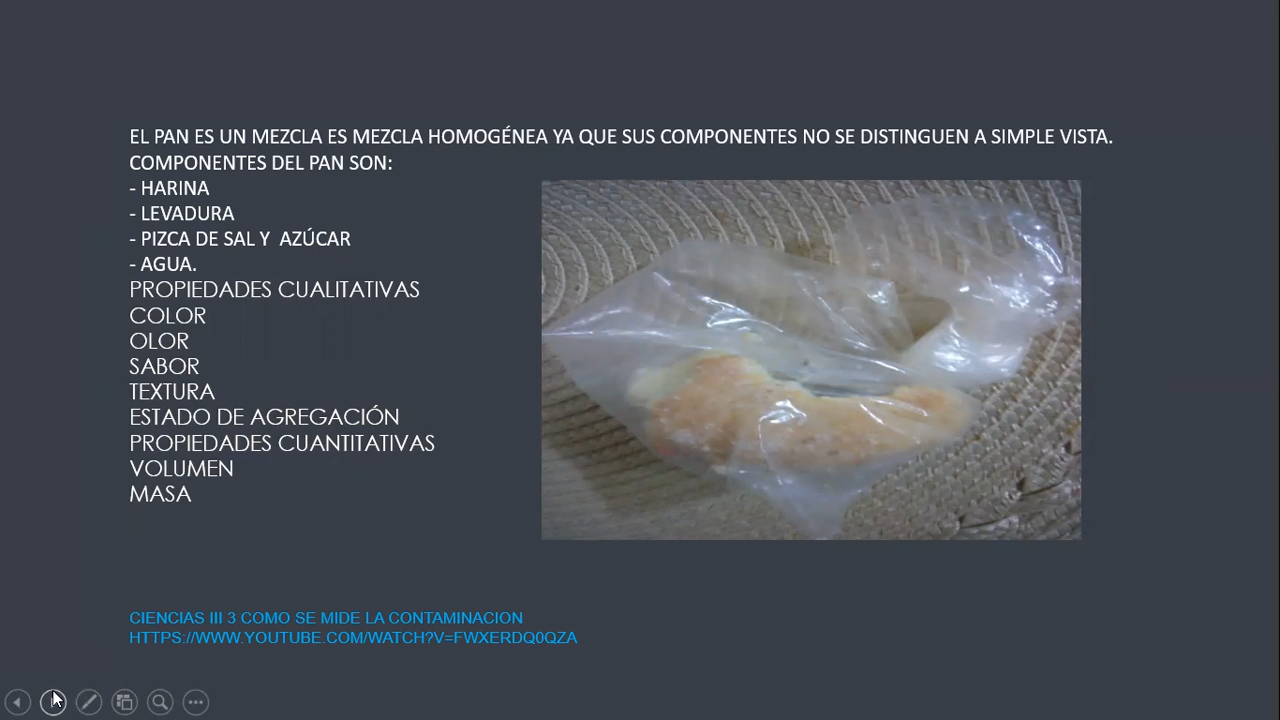 EL PAN ES UN MEZCLA ES MEZCLA HOMOGÉNEA YA QUE SUS COMPONENTES NO SE DISTINGUEN A SIMPLE VISTA.
COMPONENTES DEL PAN SON:
- HARINA
- LEVADURA
- PIZCA DE SAL Y  AZÚCAR
- AGUA.
PROPIEDADES CUALITATIVAS
COLOR
OLOR
SABOR
TEXTURA
ESTADO DE AGREGACIÓN
PROPIEDADES CUANTITATIVAS
VOLUMEN
MASA
CIENCIAS III 3 COMO SE MIDE LA CONTAMINACION
HTTPS://WWW.YOUTUBE.COM/WATCH?V=FWXERDQ0QZA